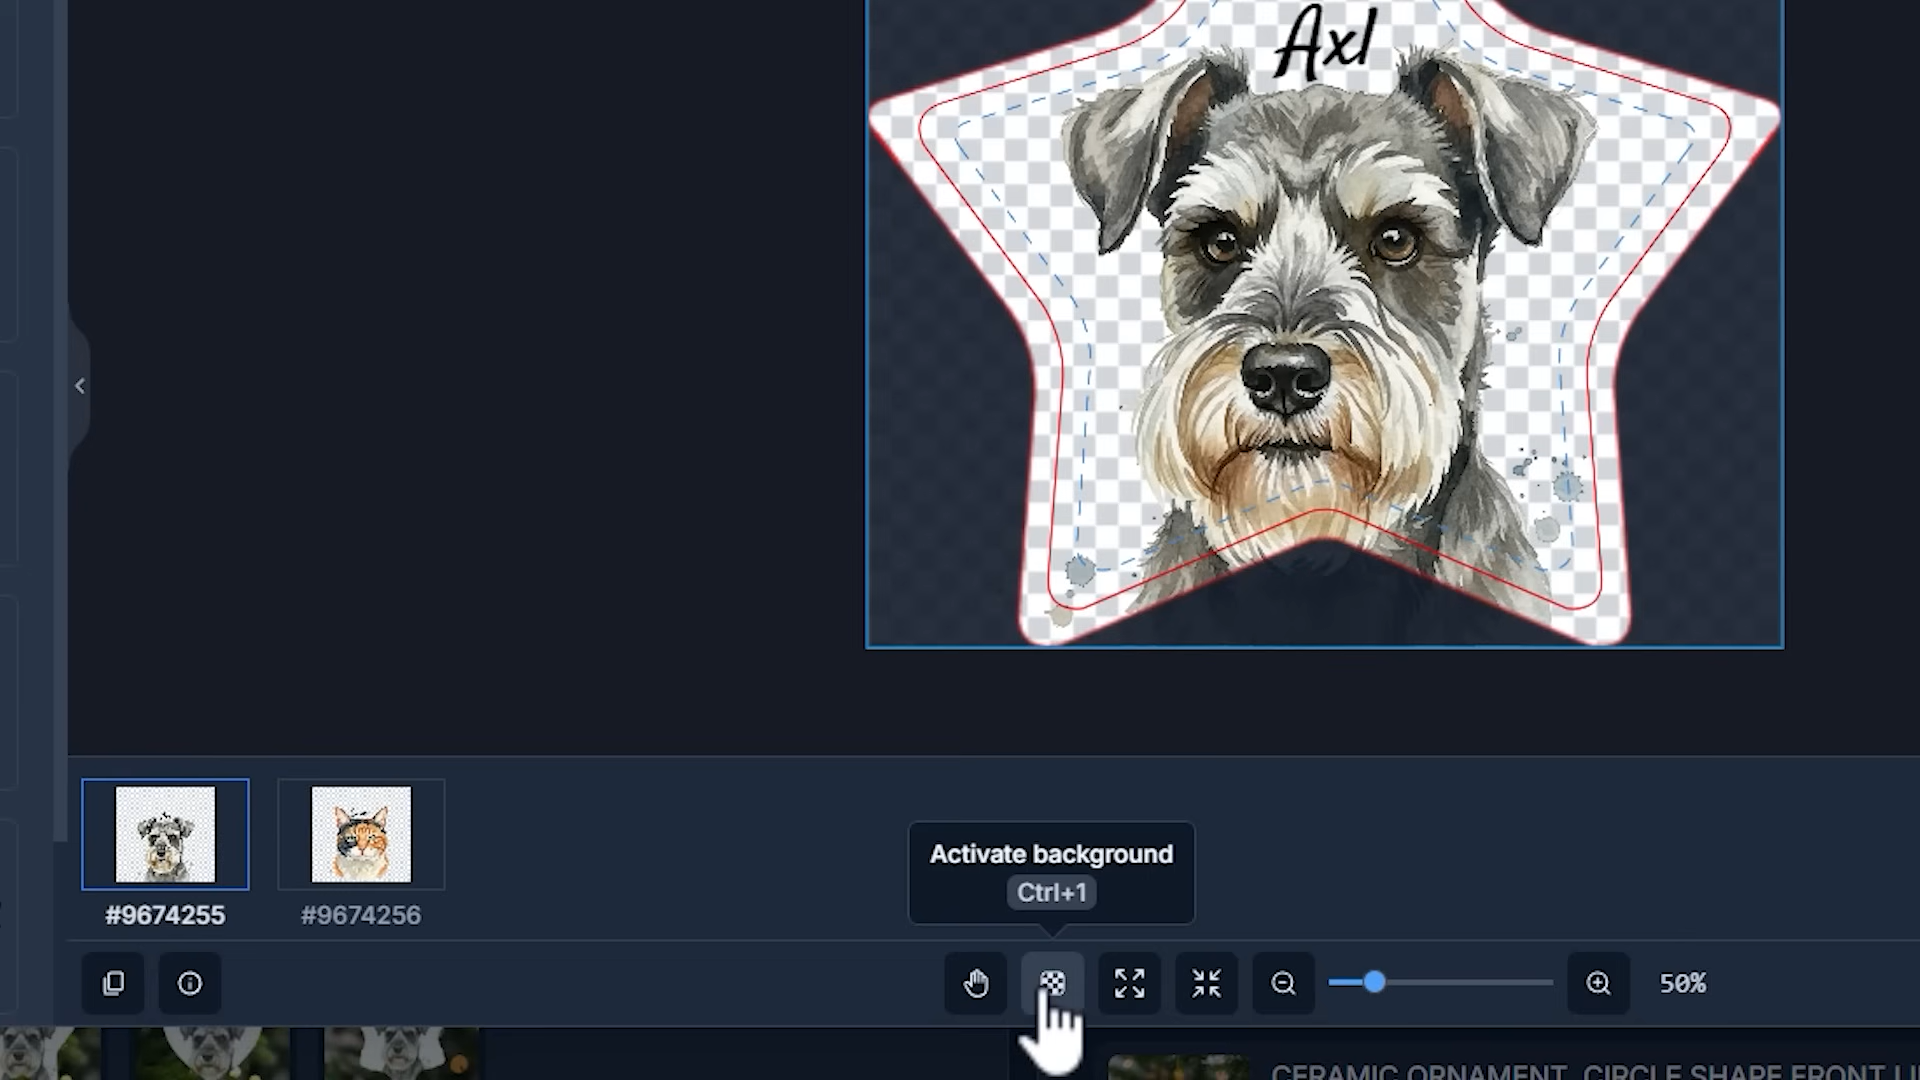 Axl
#9674255
#9674256
Activate background
Ctrl+1
50%
CERAMIC ORNAMENT, CIRCLE SHAPE FRONT